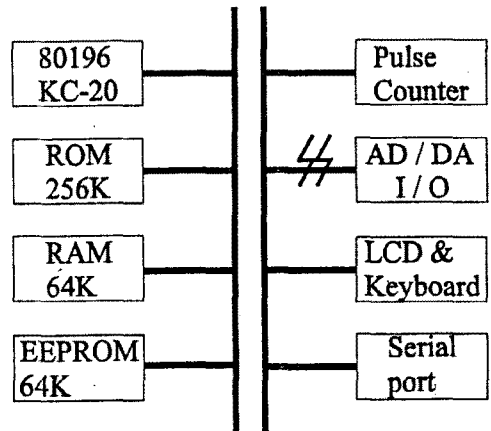 80196
KC-20
ROM
256K
RAM
64K
EEPROM
64K
Pulse
Counter
AD / DA
I / O
LCD &
Keyboard
Serial
port